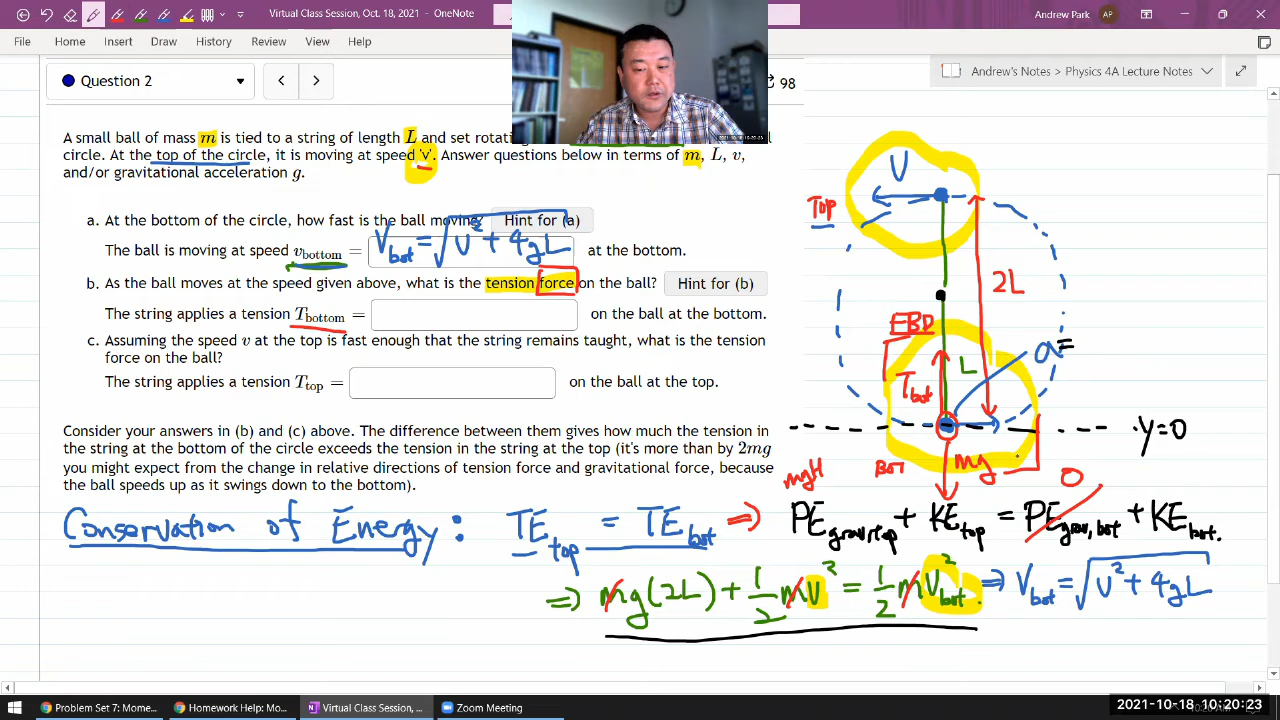 Virtual Class Session, Oct. 18, 2021 - OneNote
Andrew Park
AP
File
Home
Insert
Draw
History
Review
View
Help
Question 2
98
Andrew's Notes > Physics 4A Lecture Notes
2021-10-18 10:20:23
A small ball of mass m is tied to a string of length L and set rotating
circle. At the top of the circle, it is moving at speed 'v'. Answer questions below in terms of m, L, v,
and/or gravitational acceleration g.
a. At the bottom of the circle, how fast is the ball moving? Hint for (a)
The ball is moving at speed v_bottom = V_bot = √(v² + 4gL) at the bottom.
b. As the ball moves at the speed given above, what is the tension force on the ball? Hint for (b)
The string applies a tension T_bottom = on the ball at the bottom.
c. Assuming the speed v at the top is fast enough that the string remains taught, what is the tension
force on the ball?
The string applies a tension T_top = on the ball at the top.
Consider your answers in (b) and (c) above. The difference between them gives how much the tension in
the string at the bottom of the circle exceeds the tension in the string at the top (it's more than by 2mg
you might expect from the change in relative directions of tension force and gravitational force, because
the ball speeds up as it swings down to the bottom).
V
Top
2L
FBD
a=
T_bot
L
y=0
Bot
mg
mgH
0
Conservation of Energy: TE_top = TE_bot ⇒ PE_grav,top + KE_top = PE_grav,bot + KE_bot.
⇒ mg(2L) + 1/2 mv² = 1/2 mV_bot². ⇒ V_bot = √(v² + 4gL)
Problem Set 7: Mome...
Homework Help: Mo...
Virtual Class Session...
Zoom Meeting
2021-10-18 10:20:23